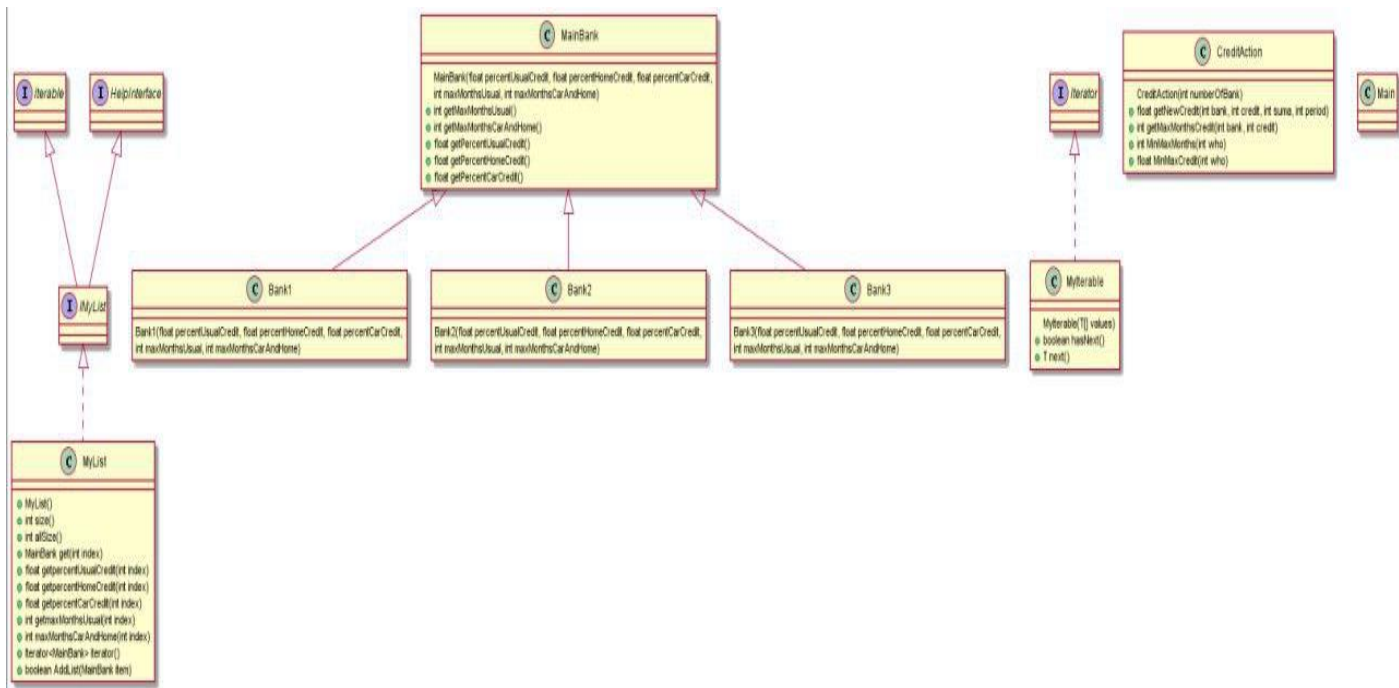 I Iterable
I HelpInterface
I IMyList
C MyList
MyList()
int size()
int allSize()
MainBank get(int index)
float getpercentUsualCredit(int index)
float getpercentHomeCredit(int index)
float getpercentCarCredit(int index)
int getmaxMonthsUsual(int index)
int maxMonthsCarAndHome(int index)
Iterator<MainBank> iterator()
boolean AddList(MainBank item)
C MainBank
MainBank(float percentUsualCredit, float percentHomeCredit, float percentCarCredit,
int maxMonthsUsual, int maxMonthsCarAndHome)
int getMaxMonthsUsual()
int getMaxMonthsCarAndHome()
float getPercentUsualCredit()
float getPercentHomeCredit()
float getPercentCarCredit()
C Bank1
Bank1(float percentUsualCredit, float percentHomeCredit, float percentCarCredit,
int maxMonthsUsual, int maxMonthsCarAndHome)
C Bank2
Bank2(float percentUsualCredit, float percentHomeCredit, float percentCarCredit,
int maxMonthsUsual, int maxMonthsCarAndHome)
C Bank3
Bank3(float percentUsualCredit, float percentHomeCredit, float percentCarCredit,
int maxMonthsUsual, int maxMonthsCarAndHome)
I Iterator
C MyIterable
MyIterable(T[] values)
boolean hasNext()
T next()
C CreditAction
CreditAction(int numberOfBank)
float getNewCredit(int bank, int credit, int suma, int period)
int getMaxMonthsCredit(int bank, int credit)
int MinMaxMonths(int who)
float MinMaxCredit(int who)
C Main